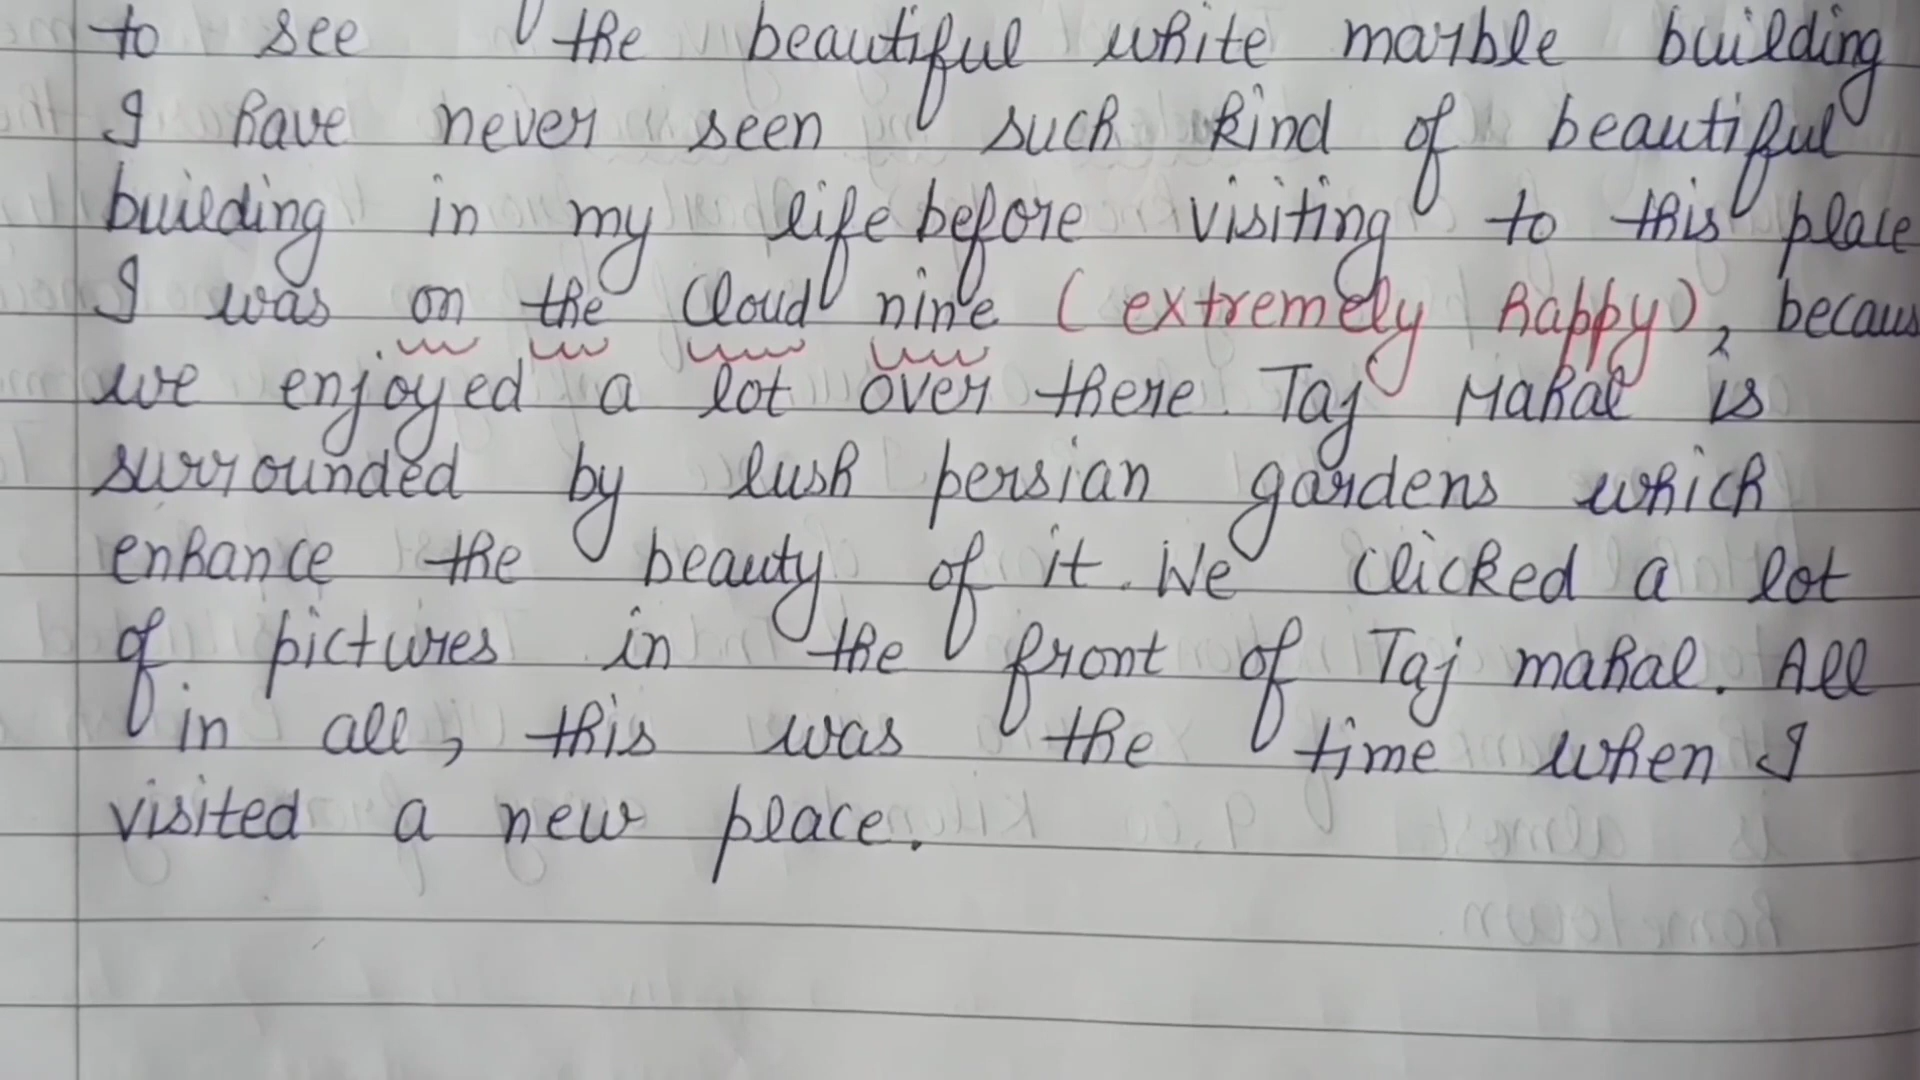 to see the beautiful white marble building
I have never seen such kind of beautiful
building in my life before visiting to this place
I was on the cloud nine (extremely happy), becaus
we enjoyed a lot over there. Taj Mahal is
surrounded by lush persian gardens which
enhance the beauty of it. We clicked a lot
of pictures in the front of Taj mahal. All
in all, this was the time when I
visited a new place.